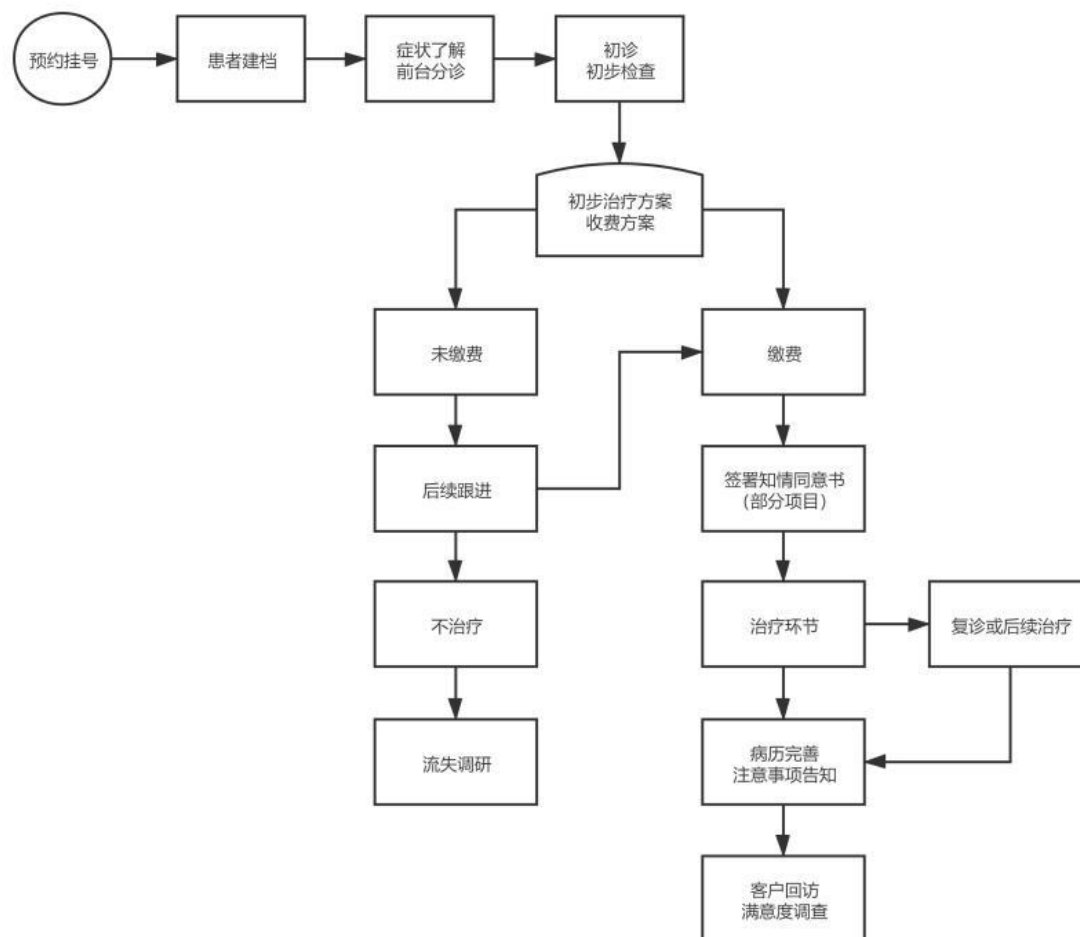 预约挂号
患者建档
症状了解
前台分诊
初诊
初步检查
初步治疗方案
收费方案
未缴费
缴费
后续跟进
签署知情同意书
（部分项目）
不治疗
治疗环节
复诊或后续治疗
流失调研
病历完善
注意事项告知
客户回访
满意度调查